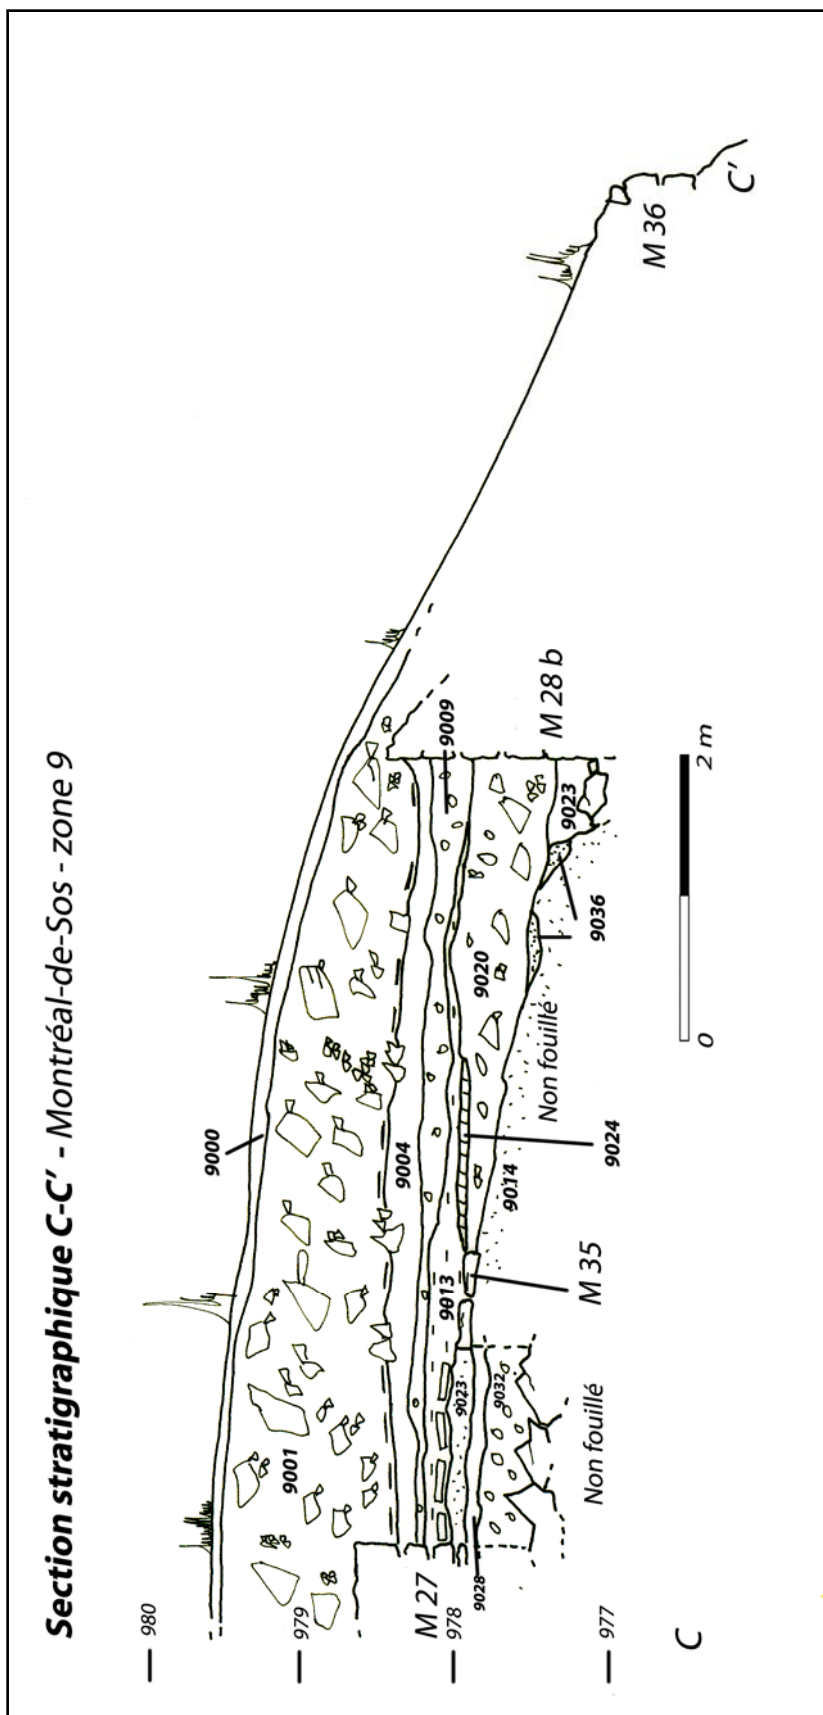 Section stratigraphique C-C' - Montréal-de-Sos - zone 9
980
979
978
977
C
C'
9000
9001
9004
9009
9013
9014
9020
9023
9023
9024
9028
9032
9036
M 27
M 35
M 28 b
M 36
Non fouillé
Non fouillé
0
2 m